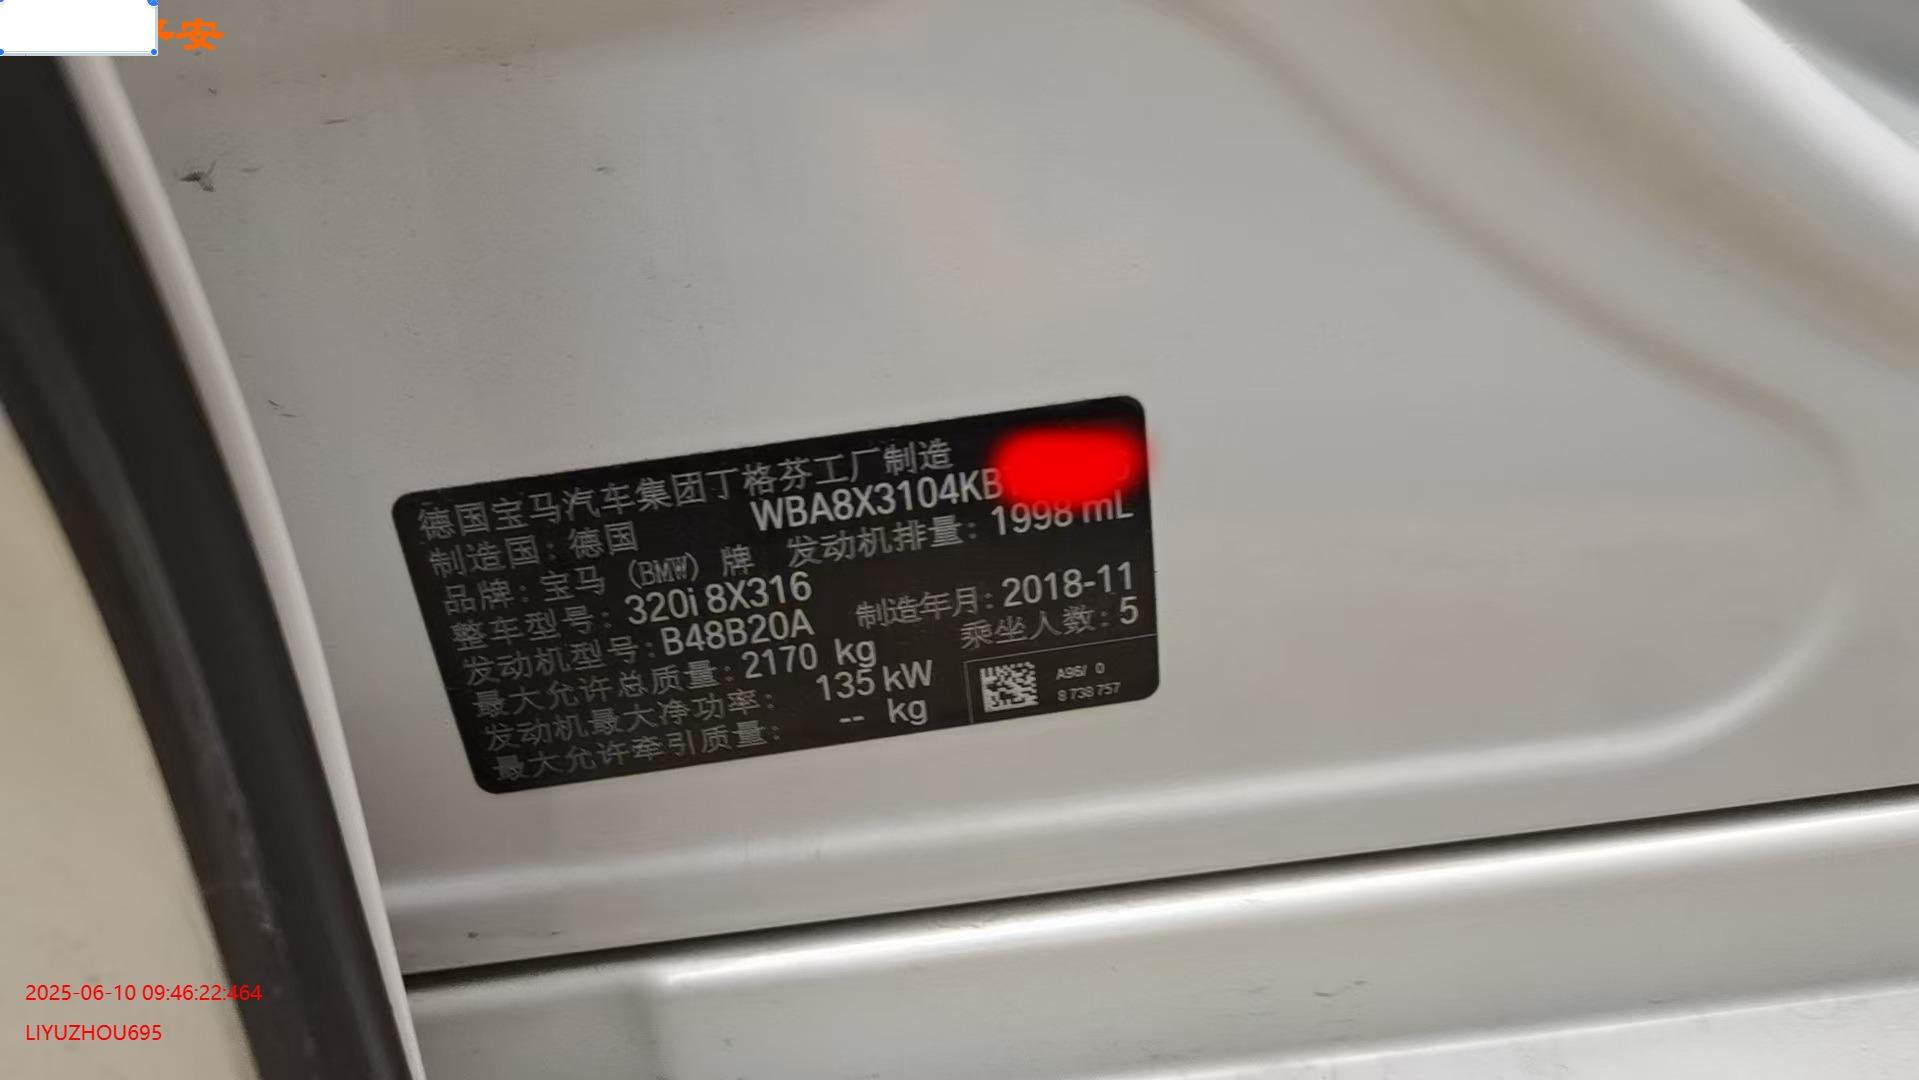 平安
德国宝马汽车集团丁格芬工厂制造
制造国：德国 WBA8X3104KB
品牌：宝马（BMW）牌 发动机排量：1998 mL
整车型号：320i 8X316
发动机型号：B48B20A 制造年月：2018-11
最大允许总质量：2170 kg 乘坐人数：5
发动机最大净功率：135 kW
最大允许牵引质量：-- kg
A96/ 0
8 738 757
2025-06-10 09:46:22:464
LIYUZHOU695